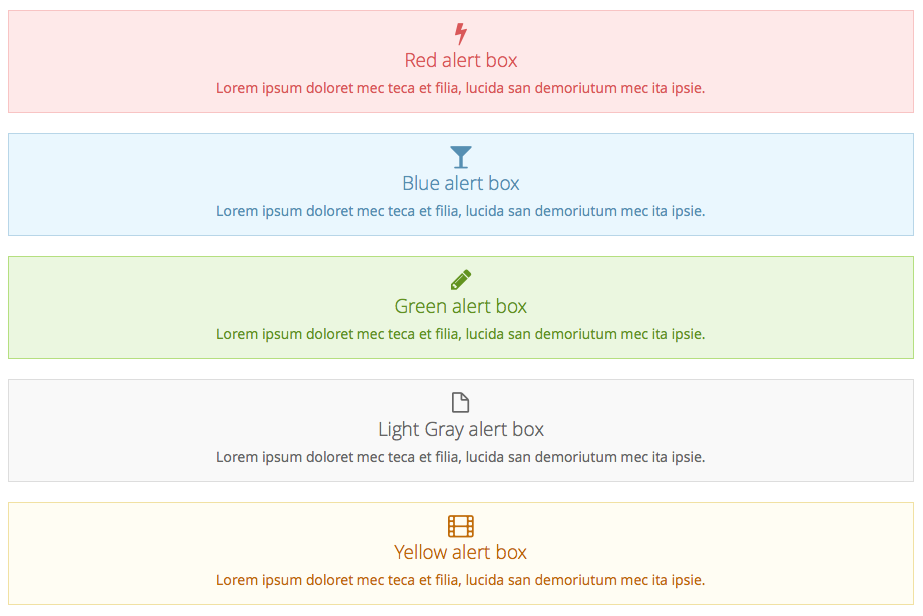 Red alert box
Lorem ipsum doloret mec teca et filia, lucida san demoriutum mec ita ipsie.
Blue alert box
Lorem ipsum doloret mec teca et filia, lucida san demoriutum mec ita ipsie.
Green alert box
Lorem ipsum doloret mec teca et filia, lucida san demoriutum mec ita ipsie.
Light Gray alert box
Lorem ipsum doloret mec teca et filia, lucida san demoriutum mec ita ipsie.
Yellow alert box
Lorem ipsum doloret mec teca et filia, lucida san demoriutum mec ita ipsie.